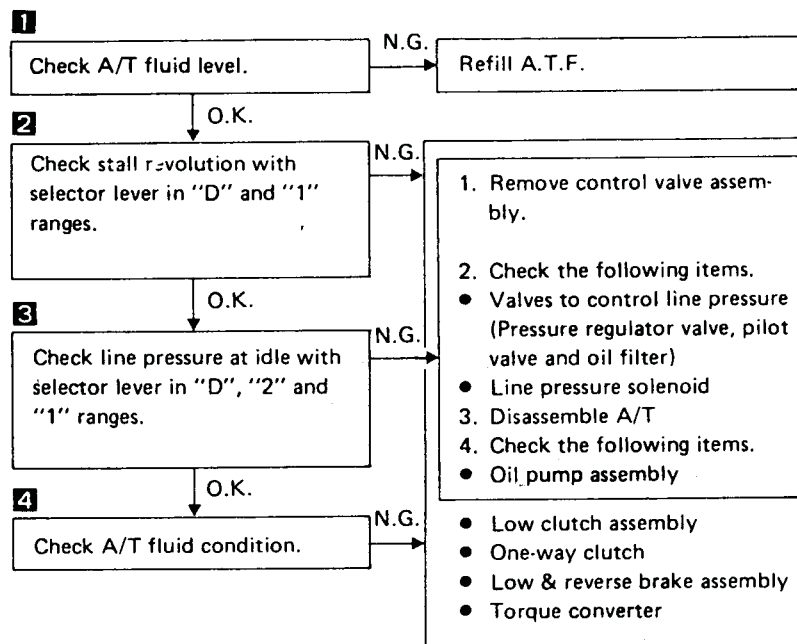 1
Check A/T fluid level.
N.G.
Refill A.T.F.
O.K.
2
Check stall revolution with
selector lever in "D" and "1"
ranges.
N.G.
O.K.
3
Check line pressure at idle with
selector lever in "D", "2" and
"1" ranges.
N.G.
O.K.
4
Check A/T fluid condition.
N.G.
1. Remove control valve assem-
bly.
2. Check the following items.
● Valves to control line pressure
(Pressure regulator valve, pilot
valve and oil filter)
● Line pressure solenoid
3. Disassemble A/T
4. Check the following items.
● Oil pump assembly
● Low clutch assembly
● One-way clutch
● Low & reverse brake assembly
● Torque converter